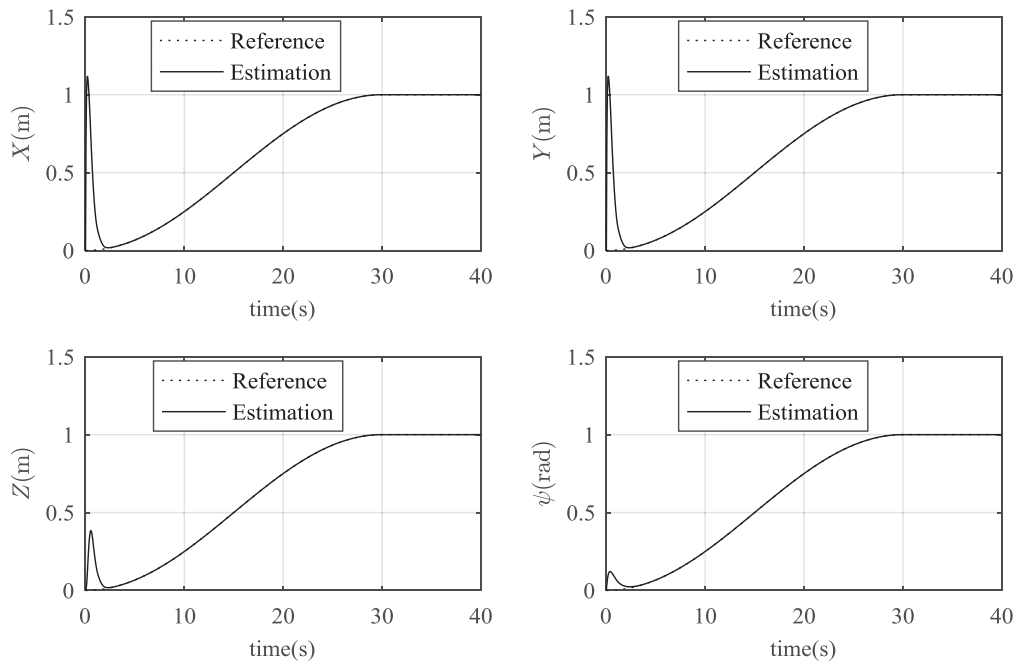 1.5
1
0.5
0
X(m)
Reference
Estimation
0 10 20 30 40
time(s)
1.5
1
0.5
0
Y(m)
Reference
Estimation
0 10 20 30 40
time(s)
1.5
1
0.5
0
Z(m)
Reference
Estimation
0 10 20 30 40
time(s)
1.5
1
0.5
0
ψ(rad)
Reference
Estimation
0 10 20 30 40
time(s)